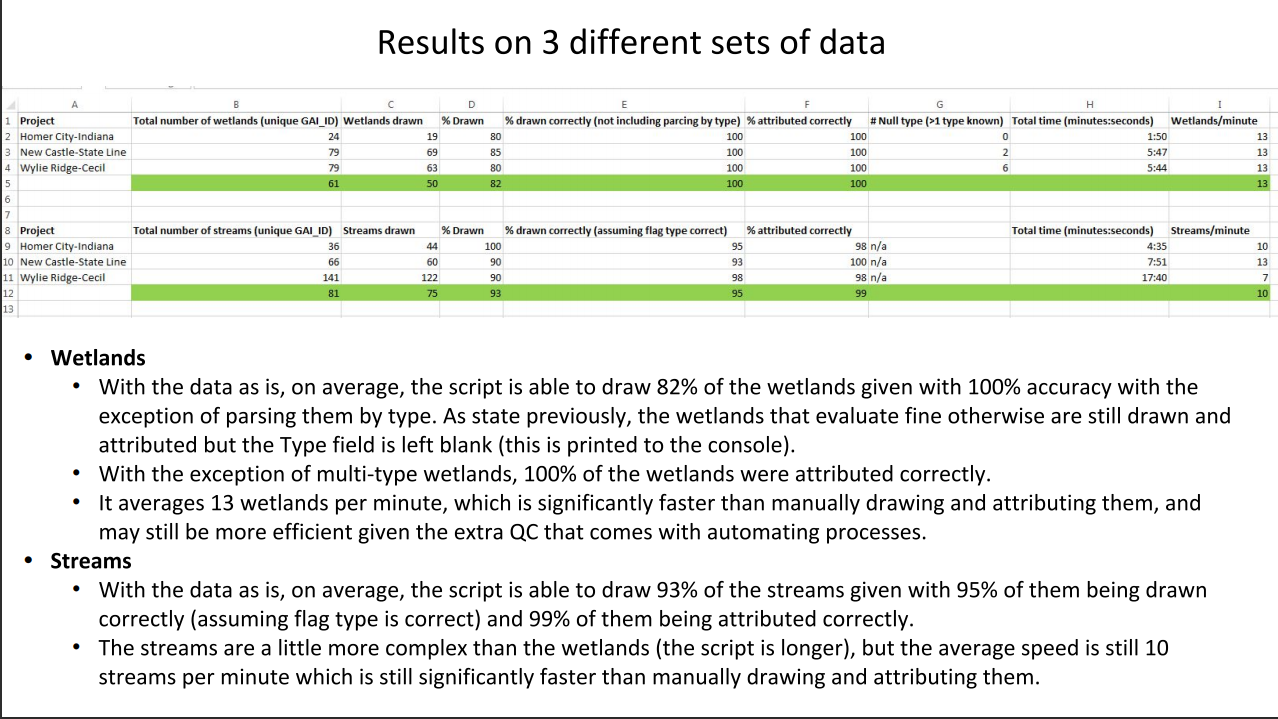 Results on 3 different sets of data
A B C D E F G H I
1 Project Total number of wetlands (unique GAI_ID) Wetlands drawn % Drawn % drawn correctly (not including parcing by type) % attributed correctly # Null type (>1 type known) Total time (minutes:seconds) Wetlands/minute
2 Homer City-Indiana 24 19 80 100 100 0 1:50 13
3 New Castle-State Line 79 69 85 100 100 2 5:47 13
4 Wylie Ridge-Cecil 79 63 80 100 100 6 5:44 13
5 61 50 82 100 100 13
6
7
8 Project Total number of streams (unique GAI_ID) Streams drawn % Drawn % drawn correctly (assuming flag type correct) % attributed correctly Total time (minutes:seconds) Streams/minute
9 Homer City-Indiana 36 44 100 95 98 n/a 4:35 10
10 New Castle-State Line 66 60 90 93 100 n/a 7:51 13
11 Wylie Ridge-Cecil 141 122 90 98 98 n/a 17:40 7
12 81 75 93 95 99 10
13
• Wetlands
• With the data as is, on average, the script is able to draw 82% of the wetlands given with 100% accuracy with the
exception of parsing them by type. As state previously, the wetlands that evaluate fine otherwise are still drawn and
attributed but the Type field is left blank (this is printed to the console).
• With the exception of multi-type wetlands, 100% of the wetlands were attributed correctly.
• It averages 13 wetlands per minute, which is significantly faster than manually drawing and attributing them, and
may still be more efficient given the extra QC that comes with automating processes.
• Streams
• With the data as is, on average, the script is able to draw 93% of the streams given with 95% of them being drawn
correctly (assuming flag type is correct) and 99% of them being attributed correctly.
• The streams are a little more complex than the wetlands (the script is longer), but the average speed is still 10
streams per minute which is still significantly faster than manually drawing and attributing them.